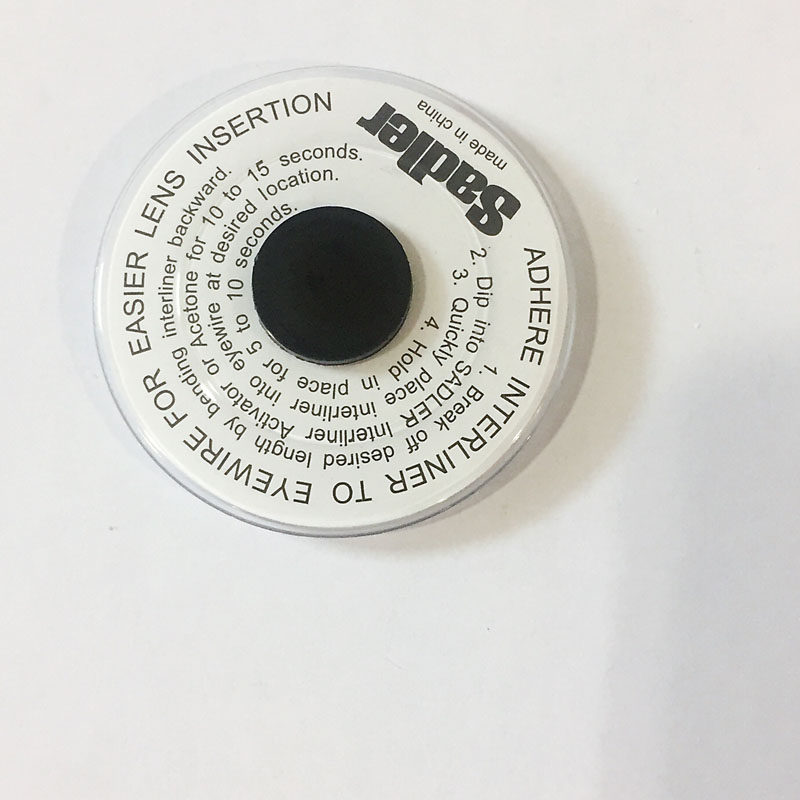 Sadler
made in china
ADHERE INTERLINER TO EYEWIRE FOR EASIER LENS INSERTION
1. Break off desired length by bending interliner backward.
2. Dip into SADLER Interliner Activator or Acetone for 10 to 15 seconds.
3. Quickly place interliner into eyewire at desired location.
4. Hold in place for 5 to 10 seconds.